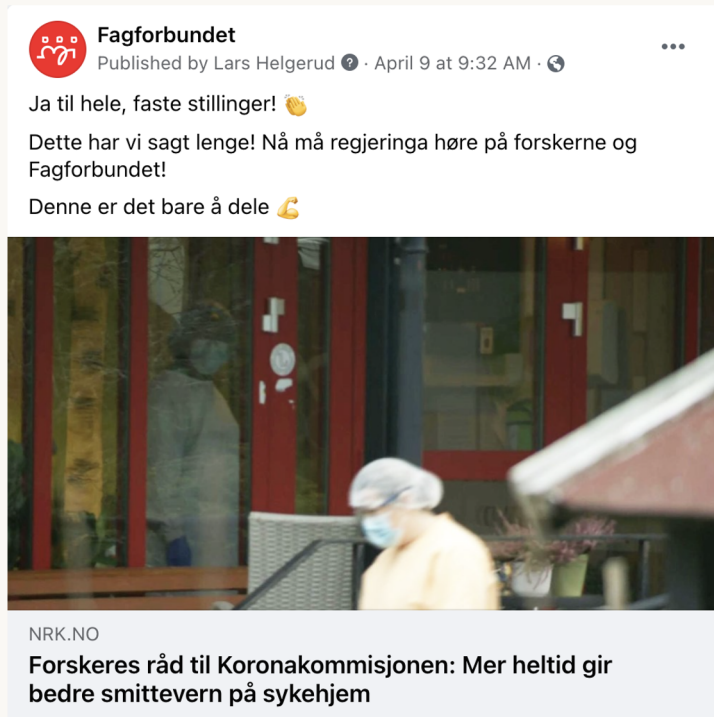 Fagforbundet
Published by Lars Helgerud · April 9 at 9:32 AM ·
Ja til hele, faste stillinger! 👏
Dette har vi sagt lenge! Nå må regjeringa høre på forskerne og
Fagforbundet!
Denne er det bare å dele 💪
NRK.NO
Forskeres råd til Koronakommisjonen: Mer heltid gir
bedre smittevern på sykehjem